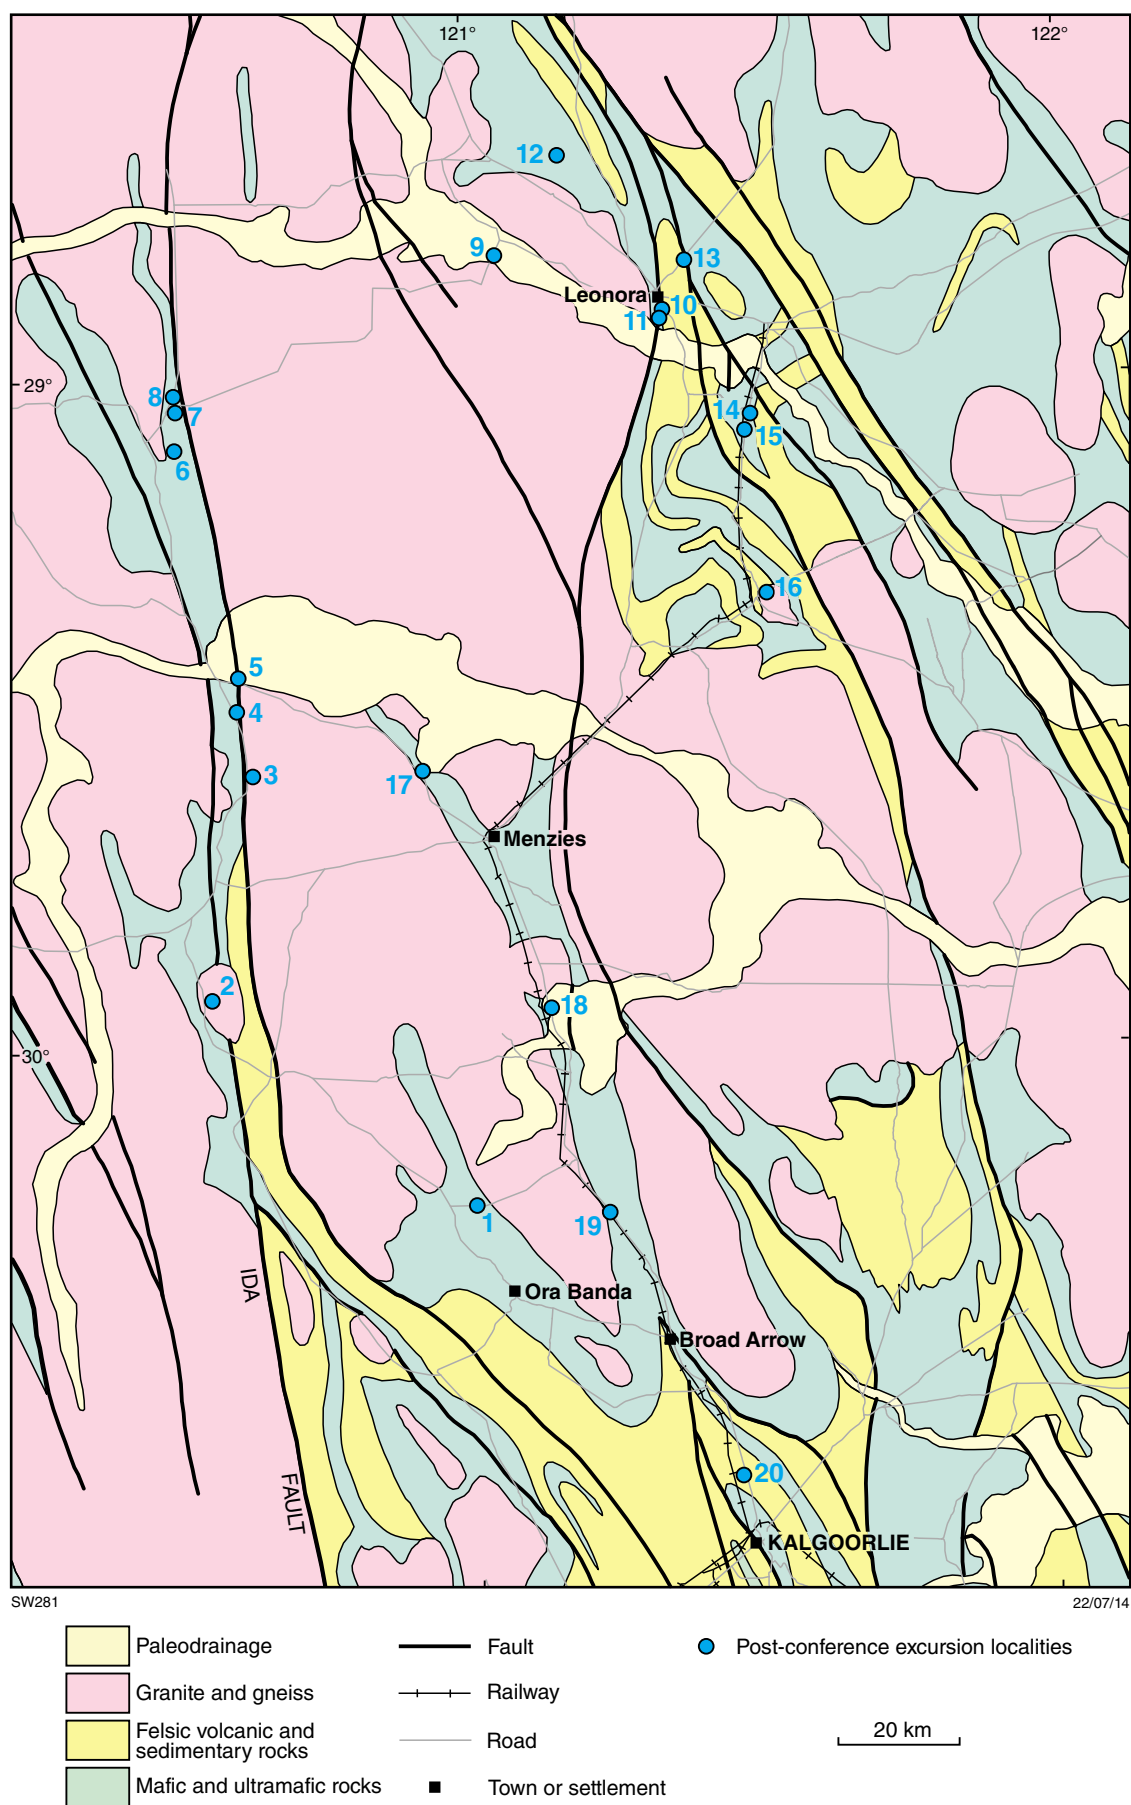 121°
122°
12
9
13
Leonora
10
11
29°
8
7
14
15
6
16
5
4
3
17
Menzies
2
18
30°
1
19
IDA
Ora Banda
Broad Arrow
FAULT
20
KALGOORLIE
SW281
22/07/14
Paleodrainage
Fault
Post-conference excursion localities
Granite and gneiss
Railway
Felsic volcanic and
sedimentary rocks
Road
20 km
Mafic and ultramafic rocks
Town or settlement